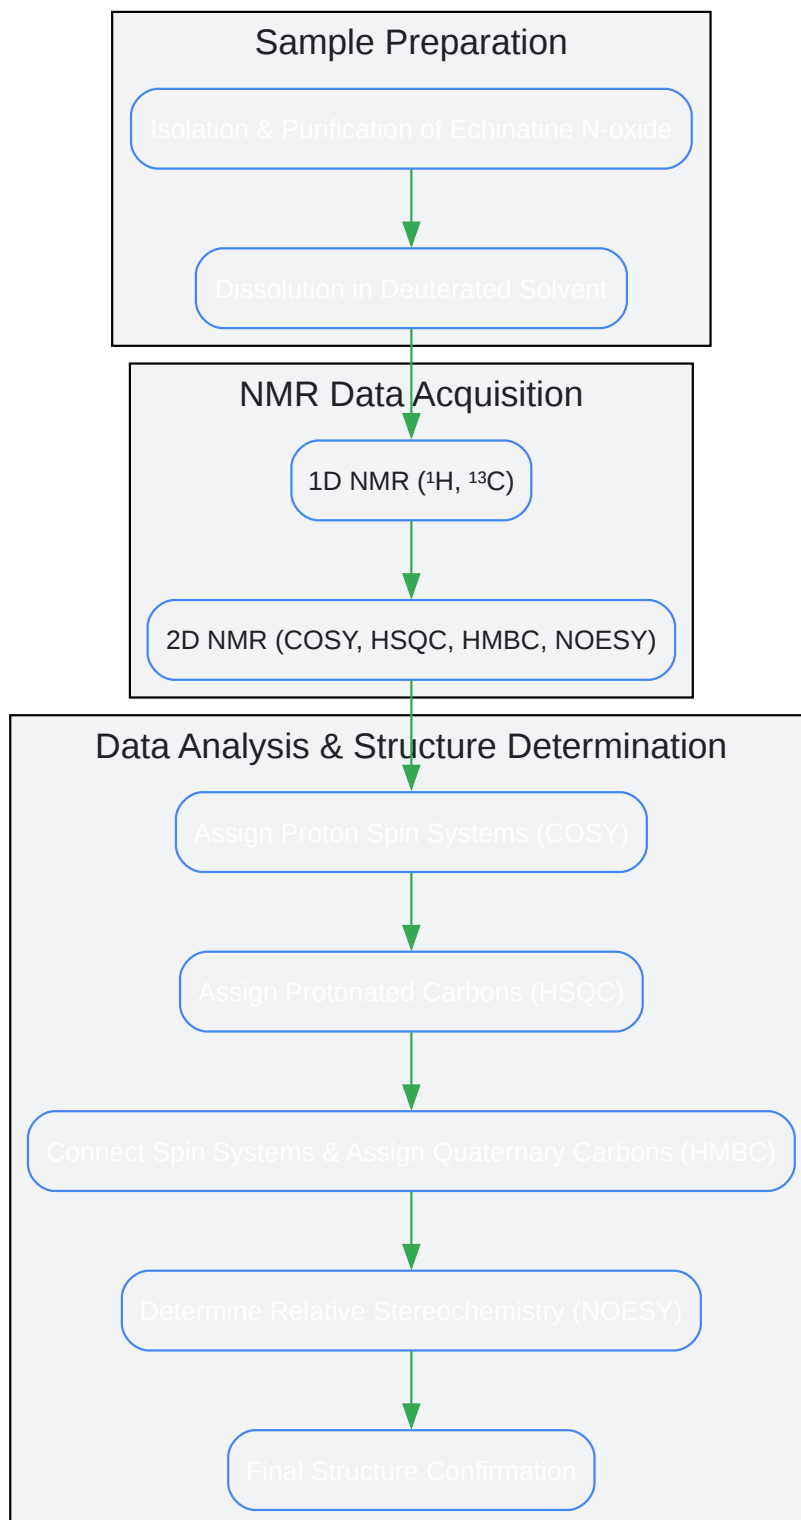 Sample Preparation
Isolation & Purification of Echinatine N-oxide
Dissolution in Deuterated Solvent
NMR Data Acquisition
1D NMR (¹H, ¹³C)
2D NMR (COSY, HSQC, HMBC, NOESY)
Data Analysis & Structure Determination
Assign Proton Spin Systems (COSY)
Assign Protonated Carbons (HSQC)
Connect Spin Systems & Assign Quaternary Carbons (HMBC)
Determine Relative Stereochemistry (NOESY)
Final Structure Confirmation